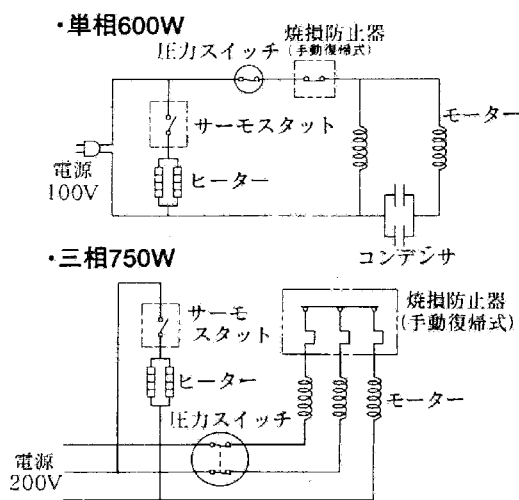 ・単相600W
焼損防止器
(手動復帰式)
圧力スイッチ
サーモスタット
モーター
電源
100V
ヒーター
コンデンサ
・三相750W
サーモ
スタット
焼損防止器
(手動復帰式)
ヒーター
圧力スイッチ
モーター
電源
200V